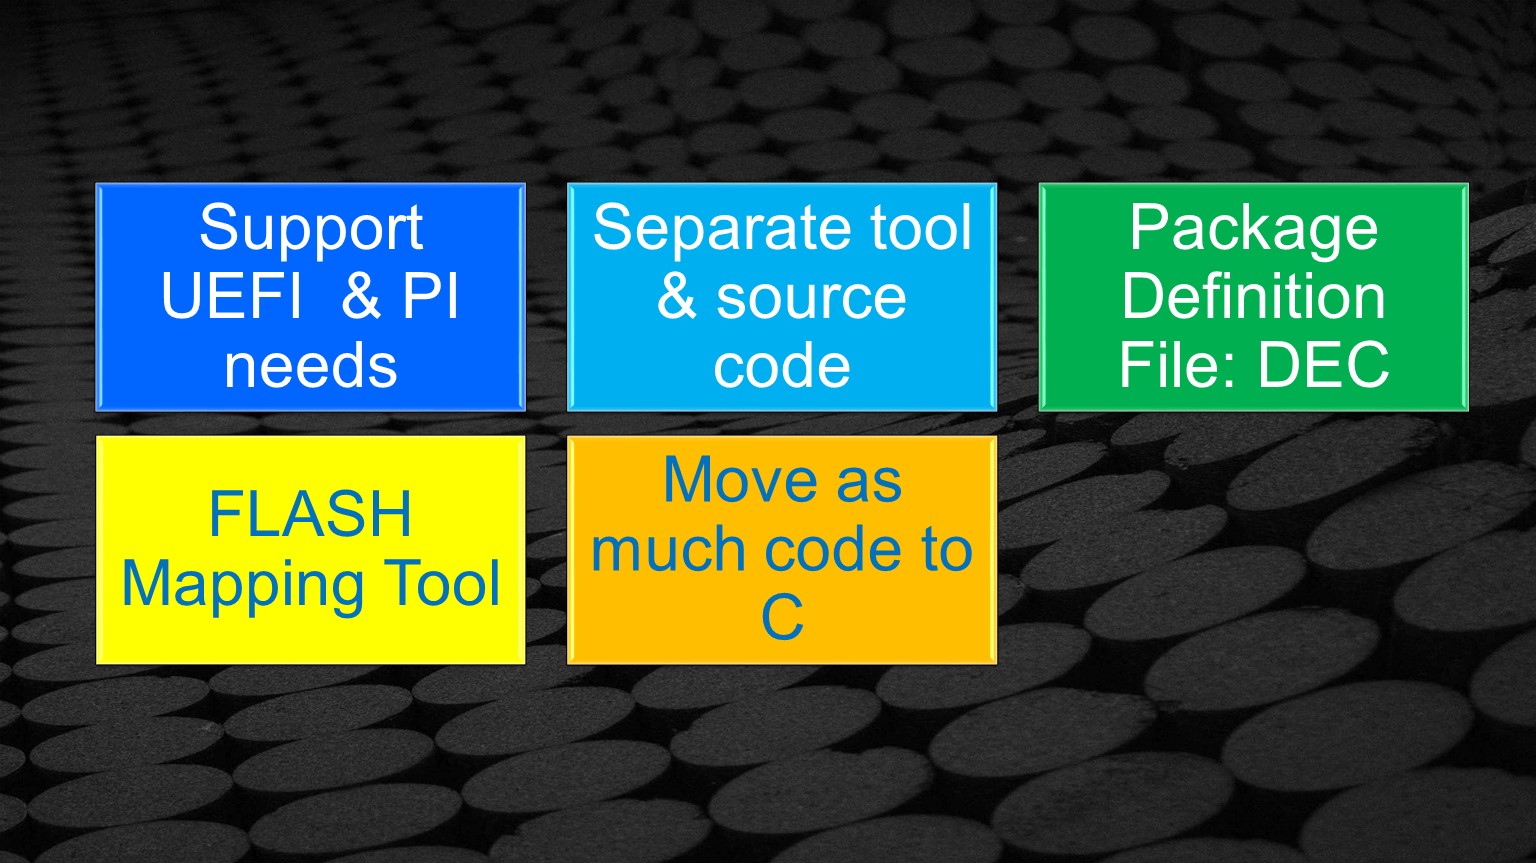 Support
UEFI  & PI
needs
Separate tool
& source
code
Package
Definition
File: DEC
FLASH
Mapping Tool
Move as
much code to
C